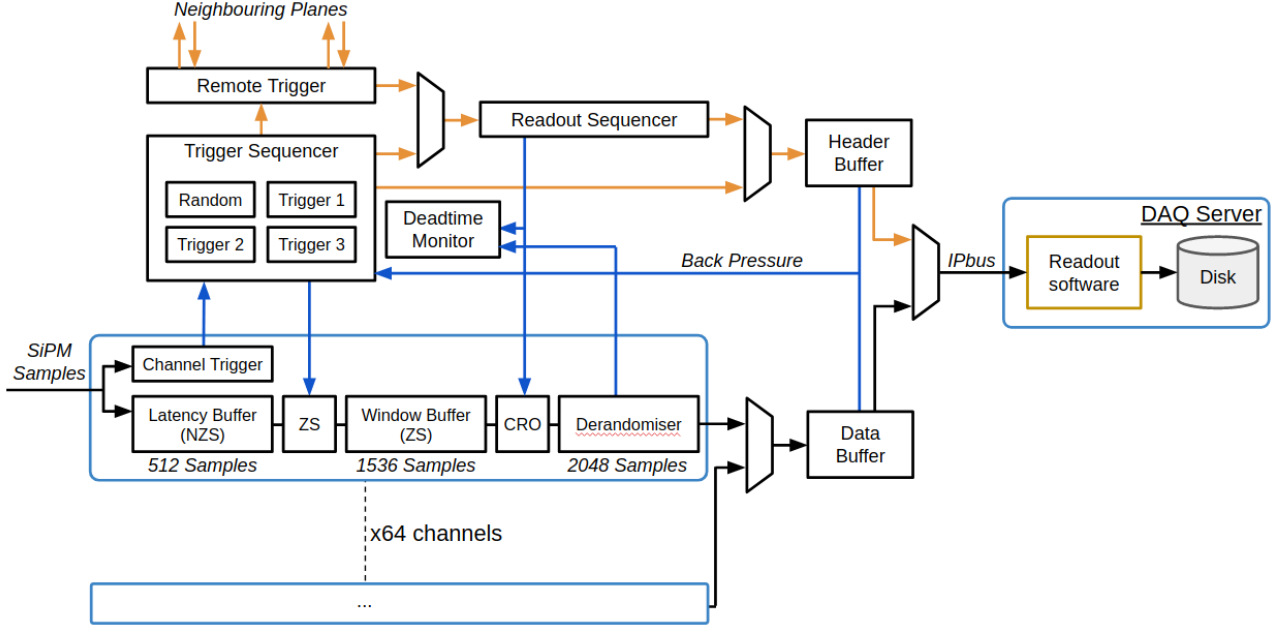 Neighbouring Planes
Remote Trigger
Readout Sequencer
Trigger Sequencer
Random
Trigger 1
Trigger 2
Trigger 3
Deadtime
Monitor
Header
Buffer
DAQ Server
Back Pressure
IPbus
Readout
software
Disk
SiPM
Samples
Channel Trigger
Latency Buffer
(NZS)
ZS
Window Buffer
(ZS)
CRO
Derandomiser
Data
Buffer
512 Samples
1536 Samples
2048 Samples
x64 channels
...